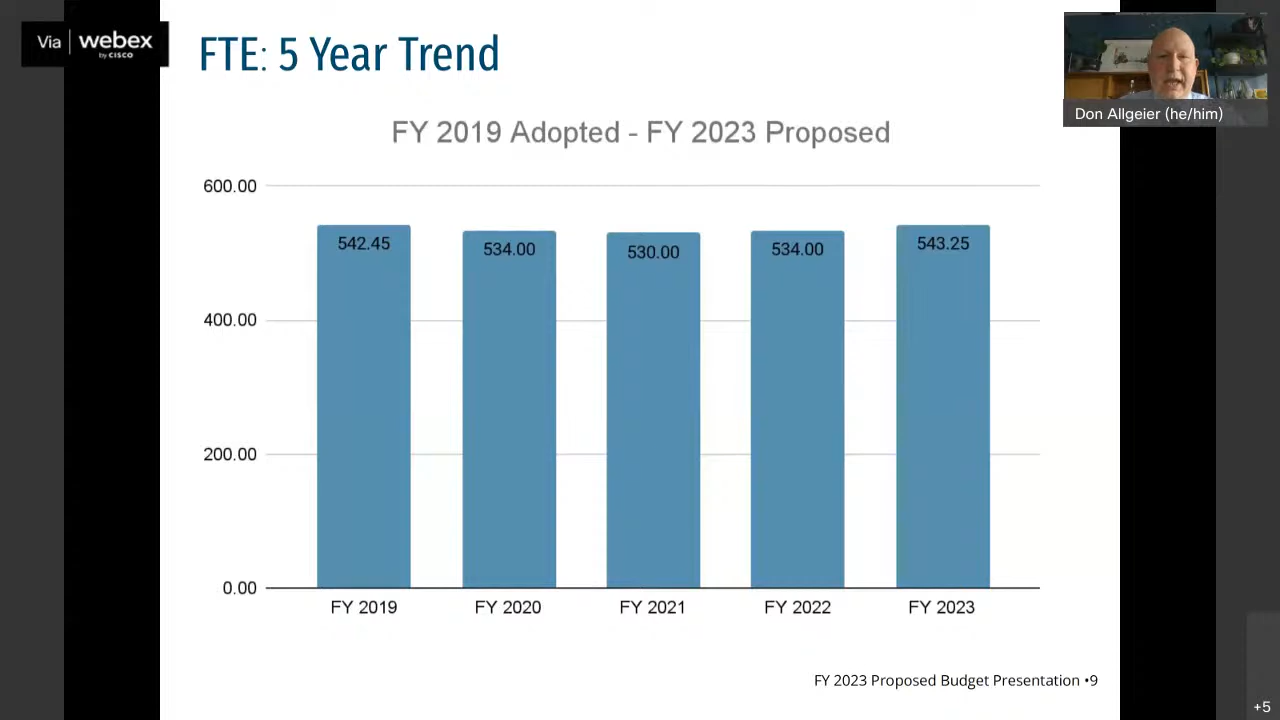 Via webex
by CISCO
FTE: 5 Year Trend
Don Allgeier (he/him)
FY 2019 Adopted - FY 2023 Proposed
600.00
400.00
200.00
0.00
542.45
534.00
530.00
534.00
543.25
FY 2019
FY 2020
FY 2021
FY 2022
FY 2023
FY 2023 Proposed Budget Presentation •9
+5